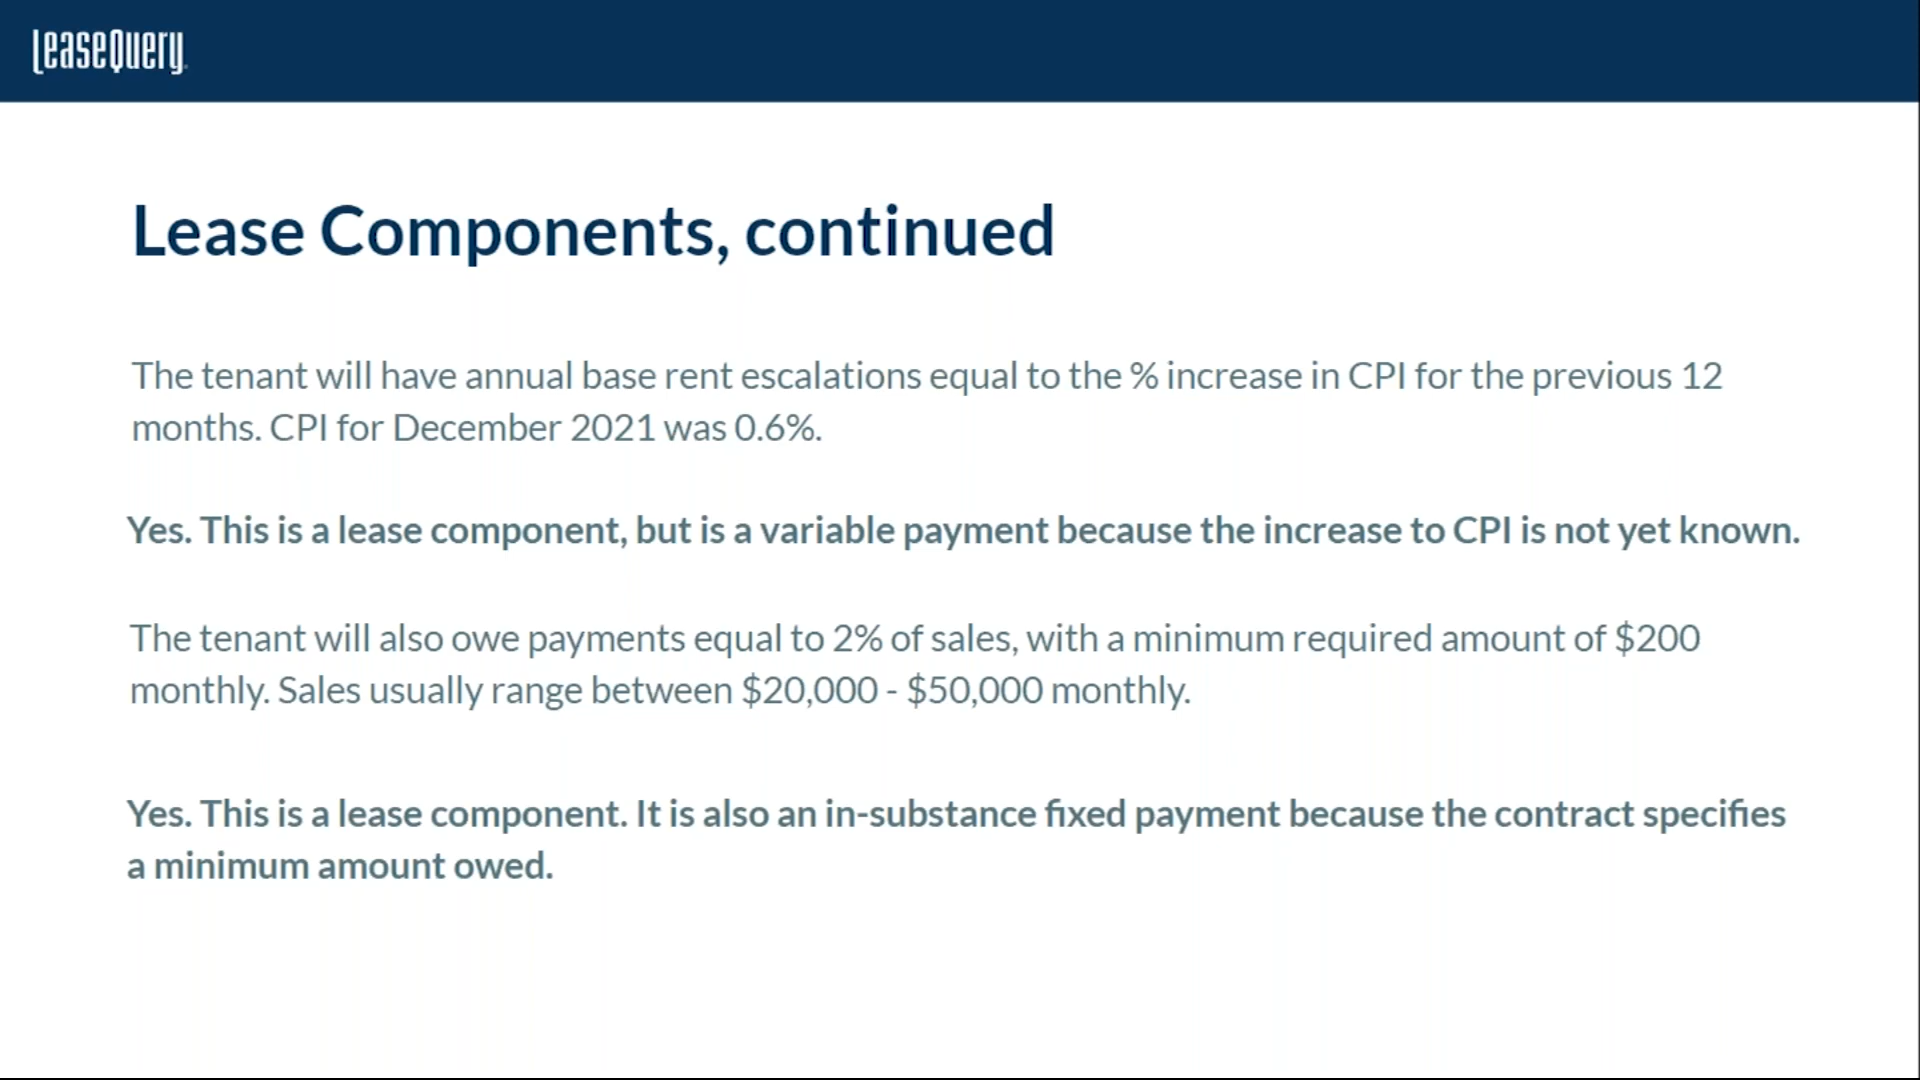 LeaseQuery
Lease Components, continued
The tenant will have annual base rent escalations equal to the % increase in CPI for the previous 12
months. CPI for December 2021 was 0.6%.
Yes. This is a lease component, but is a variable payment because the increase to CPI is not yet known.
The tenant will also owe payments equal to 2% of sales, with a minimum required amount of $200
monthly. Sales usually range between $20,000 - $50,000 monthly.
Yes. This is a lease component. It is also an in-substance fixed payment because the contract specifies
a minimum amount owed.